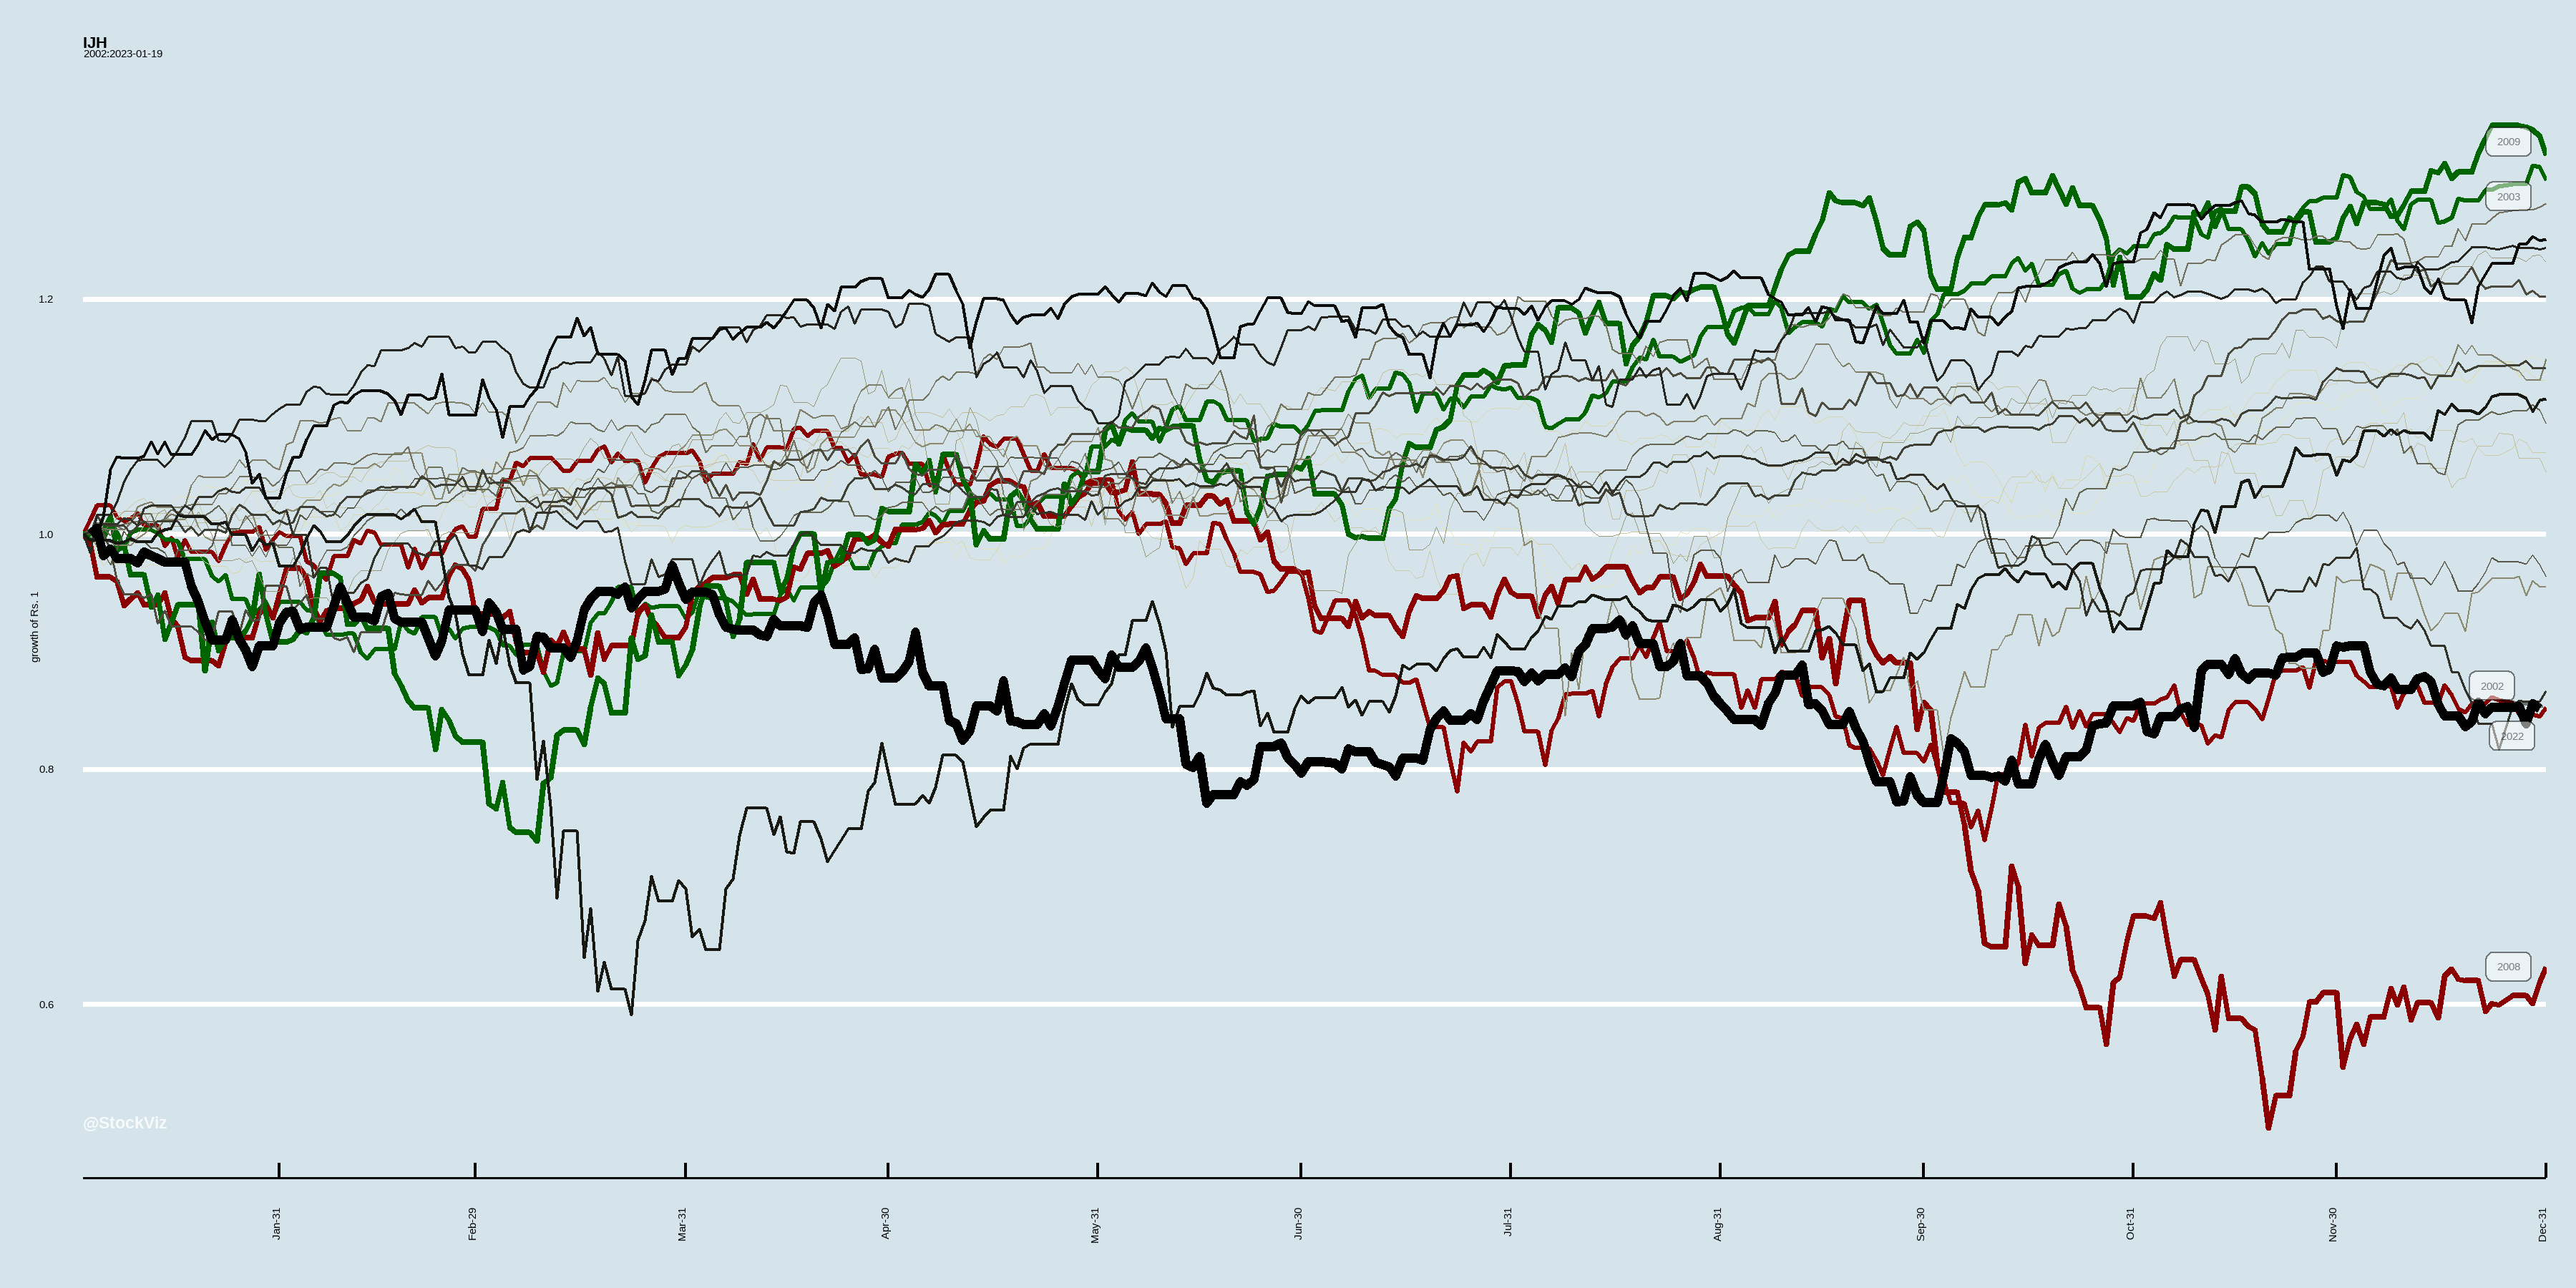 IJH
2002:2023-01-19
2009
2003
1.2
1.0
growth of Rs. 1
2002
2022
0.8
2008
0.6
@StockViz
Jan-31
Feb-29
Mar-31
Apr-30
May-31
Jun-30
Jul-31
Aug-31
Sep-30
Oct-31
Nov-30
Dec-31